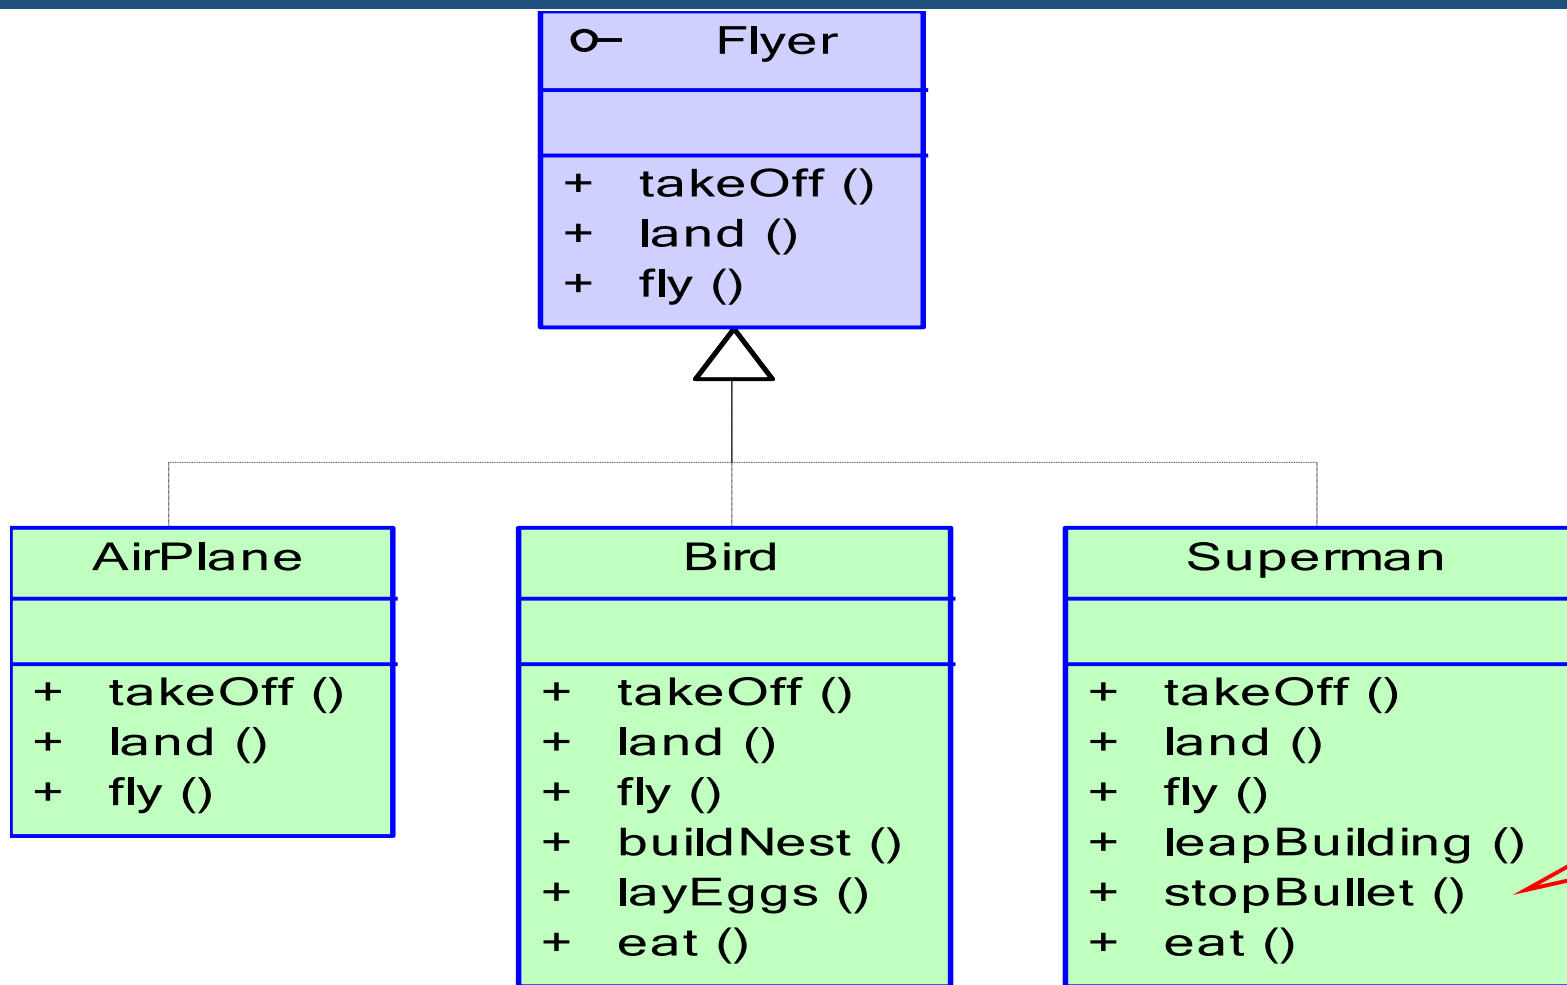 Flyer
+ takeOff ()
+ land ()
+ fly ()
AirPlane
+ takeOff ()
+ land ()
+ fly ()
Bird
+ takeOff ()
+ land ()
+ fly ()
+ buildNest ()
+ layEggs ()
+ eat ()
Superman
+ takeOff ()
+ land ()
+ fly ()
+ leapBuilding ()
+ stopBullet ()
+ eat ()